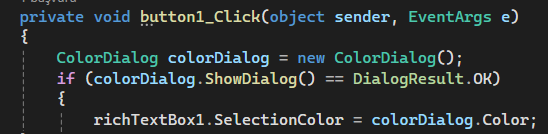 private void button1_Click(object sender, EventArgs e)
{
ColorDialog colorDialog = new ColorDialog();
if (colorDialog.ShowDialog() == DialogResult.OK)
{
richTextBox1.SelectionColor = colorDialog.Color;